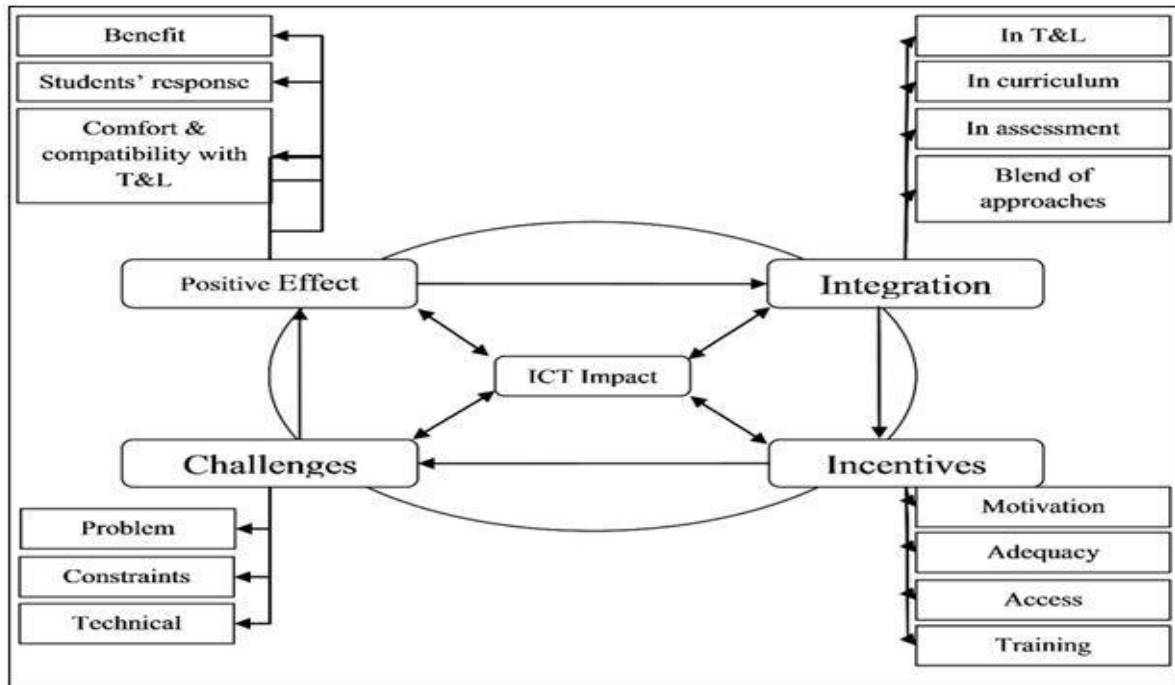 Benefit
Students' response
Comfort &
compatibility with
T&L
In T&L
In curriculum
In assessment
Blend of
approaches
Positive Effect
Integration
ICT Impact
Challenges
Incentives
Problem
Constraints
Technical
Motivation
Adequacy
Access
Training